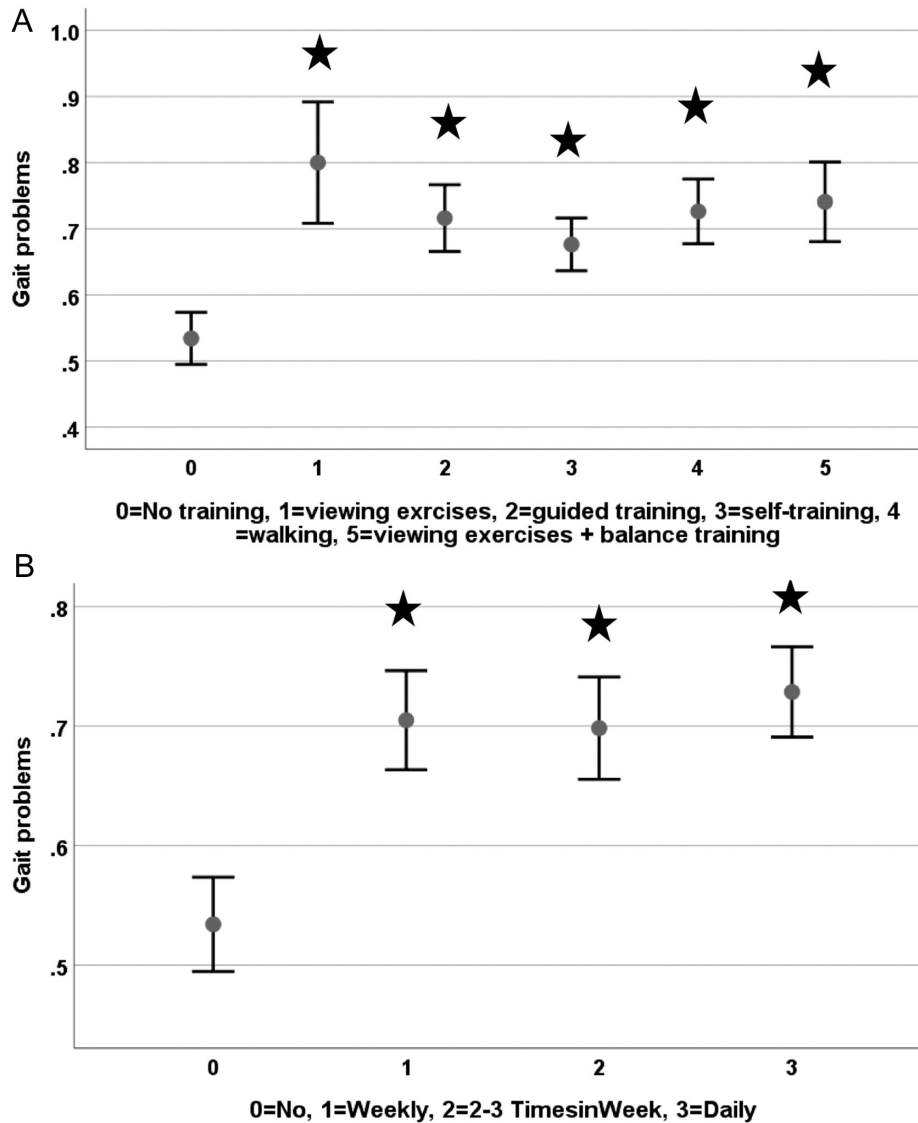 A
1.0
.9
.8
.7
.6
.5
.4
Gait problems
0 1 2 3 4 5
0=No training, 1=viewing exrcises, 2=guided training, 3=self-training, 4
=walking, 5=viewing exercises + balance training
B
.8
.7
.6
.5
Gait problems
0 1 2 3
0=No, 1=Weekly, 2=2-3 TimesinWeek, 3=Daily